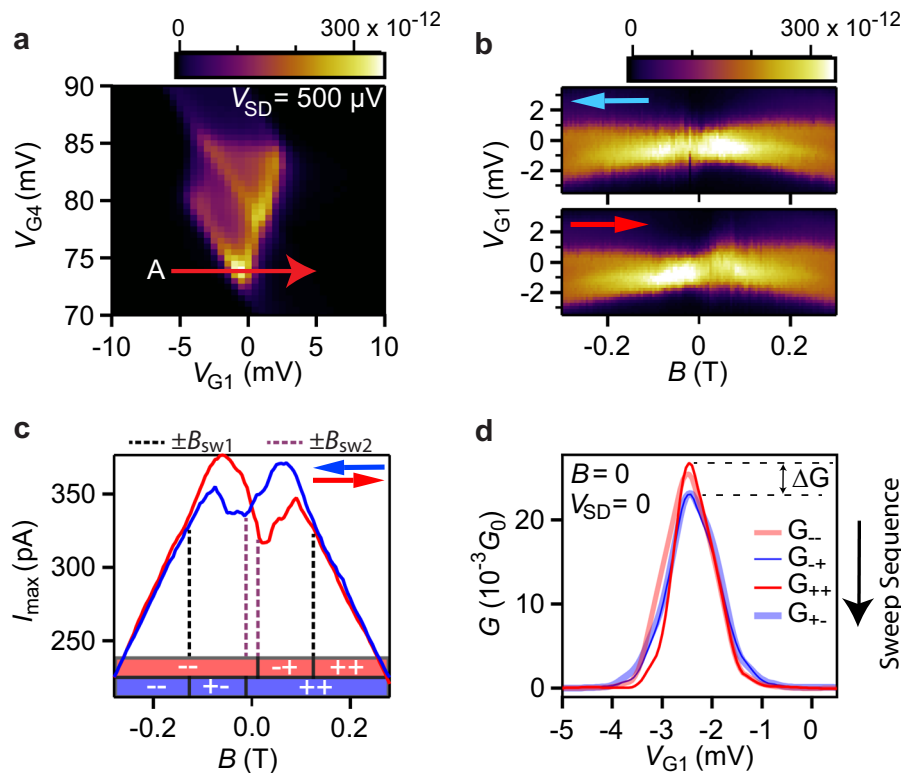 a
0
300 x 10⁻¹²
V_SD = 500 μV
90
85
80
75
70
V_G4 (mV)
A
-10
-5
0
5
10
V_G1 (mV)
b
0
300 x 10⁻¹²
2
0
-2
2
0
-2
V_G1 (mV)
-0.2
0
0.2
B (T)
c
±B_sw1
±B_sw2
350
300
250
I_max (pA)
-- -+ ++
-- +- ++
-0.2
0.0
0.2
B (T)
d
B = 0
V_SD = 0
ΔG
G_--
G_-+
G_++
G_+-
Sweep Sequence
20
10
0
G (10⁻³G₀)
-5
-4
-3
-2
-1
0
V_G1 (mV)